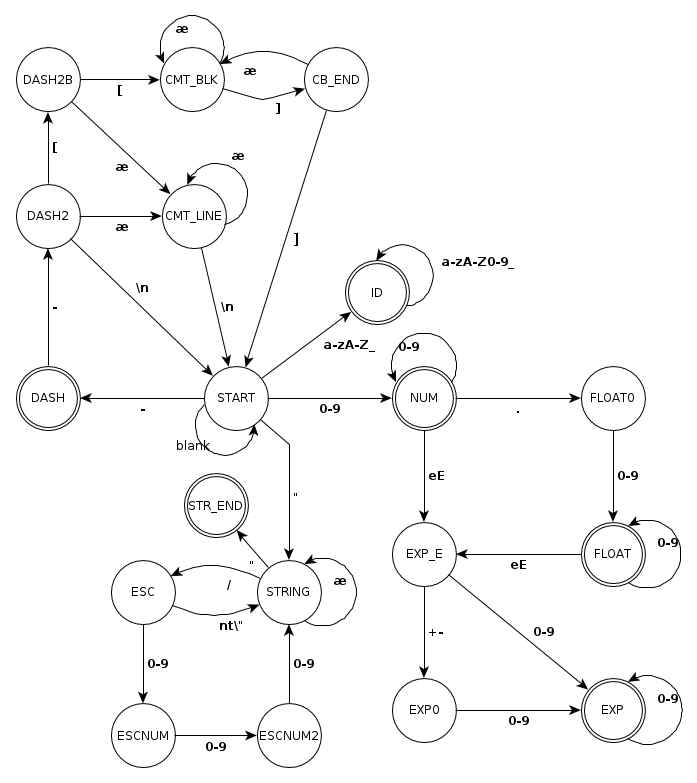 æ
DASH2B
CMT_BLK
CB_END
æ
[
]
[
æ
æ
DASH2
CMT_LINE
æ
]
a-zA-Z0-9_
\n
ID
-
\n
a-zA-Z_
0-9
DASH
START
NUM
FLOAT0
-
0-9
.
blank
eE
0-9
"
STR_END
0-9
EXP_E
FLOAT
"
eE
/
æ
ESC
STRING
nt\"
+-
0-9
0-9
0-9
0-9
EXP0
EXP
0-9
ESCNUM
ESCNUM2
0-9